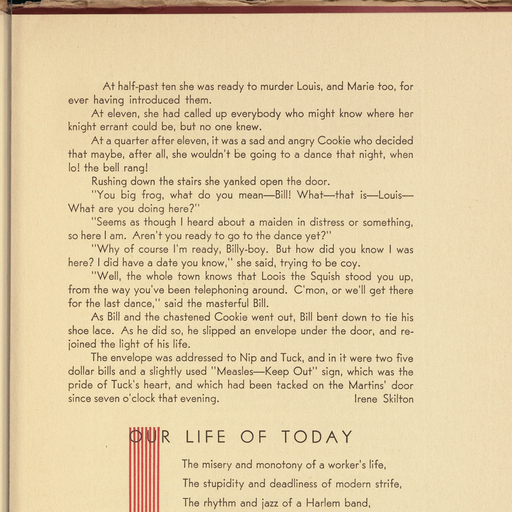 At half-past ten she was ready to murder Louis, and Marie too, for
ever having introduced them.
At eleven, she had called up everybody who might know where her
knight errant could be, but no one knew.
At a quarter after eleven, it was a sad and angry Cookie who decided
that maybe, after all, she wouldn't be going to a dance that night, when
lo! the bell rang!
Rushing down the stairs she yanked open the door.
"You big frog, what do you mean—Bill! What—that is—Louis—
What are you doing here?"
"Seems as though I heard about a maiden in distress or something,
so here I am. Aren't you ready to go to the dance yet?"
"Why of course I'm ready, Billy-boy. But how did you know I was
here? I did have a date you know," she said, trying to be coy.
"Well, the whole town knows that Loois the Squish stood you up,
from the way you've been telephoning around. C'mon, or we'll get there
for the last dance," said the masterful Bill.
As Bill and the chastened Cookie went out, Bill bent down to tie his
shoe lace. As he did so, he slipped an envelope under the door, and re-
joined the light of his life.
The envelope was addressed to Nip and Tuck, and in it were two five
dollar bills and a slightly used "Measles—Keep Out" sign, which was the
pride of Tuck's heart, and which had been tacked on the Martins' door
since seven o'clock that evening. Irene Skilton
OUR LIFE OF TODAY
The misery and monotony of a worker's life,
The stupidity and deadliness of modern strife,
The rhythm and jazz of a Harlem band,